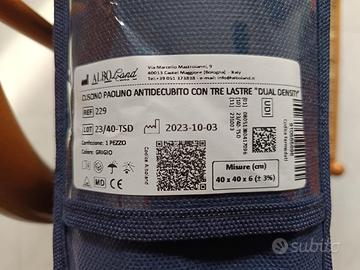 ALBOLand
Via Marcello Mastroianni, 9
40013 Castel Maggiore (Bologna) - Italy
CUSCINO PAOLINO ANTIDECUBITO CON TRE LASTRE "DUAL DENSITY"
REF 229
UDI
LOT 23/40-TSD
2023-10-03
Confezione: 1 PEZZO
Colore: GRIGIO
Misure (cm)
40 x 40 x 6 (± 3%)
MD
CE
Subito